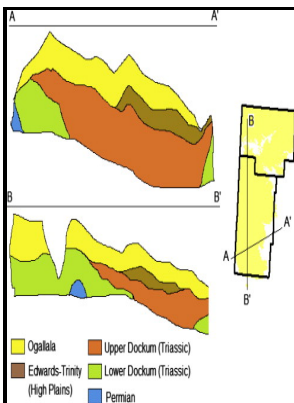 A A'
B B'
B
A'
A
B'
Ogallala
Edwards-Trinity
(High Plains)
Upper Dockum (Triassic)
Lower Dockum (Triassic)
Permian